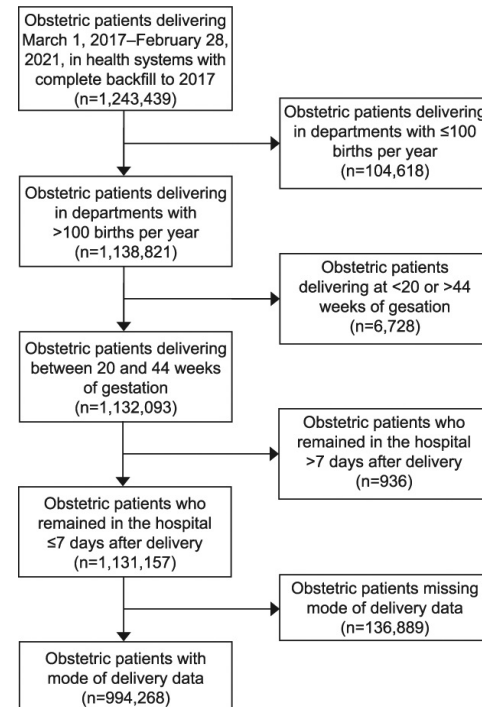 Obstetric patients delivering
March 1, 2017–February 28,
2021, in health systems with
complete backfill to 2017
(n=1,243,439)
Obstetric patients delivering
in departments with ≤100
births per year
(n=104,618)
Obstetric patients delivering
in departments with
>100 births per year
(n=1,138,821)
Obstetric patients
delivering at <20 or >44
weeks of gesation
(n=6,728)
Obstetric patients delivering
between 20 and 44 weeks
of gestation
(n=1,132,093)
Obstetric patients who
remained in the hospital
>7 days after delivery
(n=936)
Obstetric patients who
remained in the hospital
≤7 days after delivery
(n=1,131,157)
Obstetric patients missing
mode of delivery data
(n=136,889)
Obstetric patients with
mode of delivery data
(n=994,268)